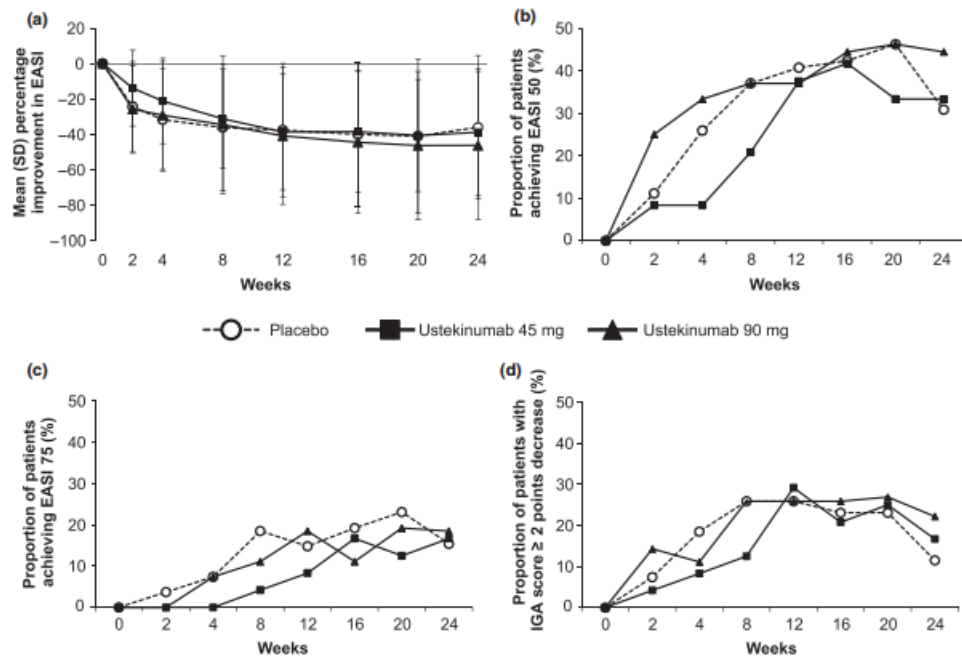 (a)
Mean (SD) percentage
improvement in EASI
20
0
−20
−40
−60
−80
−100
0 2 4 8 12 16 20 24
Weeks
(b)
Proportion of patients
achieving EASI 50 (%)
50
40
30
20
10
0
0 2 4 8 12 16 20 24
Weeks
Placebo Ustekinumab 45 mg Ustekinumab 90 mg
(c)
Proportion of patients
achieving EASI 75 (%)
50
40
30
20
10
0
0 2 4 8 12 16 20 24
Weeks
(d)
Proportion of patients with
IGA score ≥ 2 points decrease (%)
50
40
30
20
10
0
0 2 4 8 12 16 20 24
Weeks